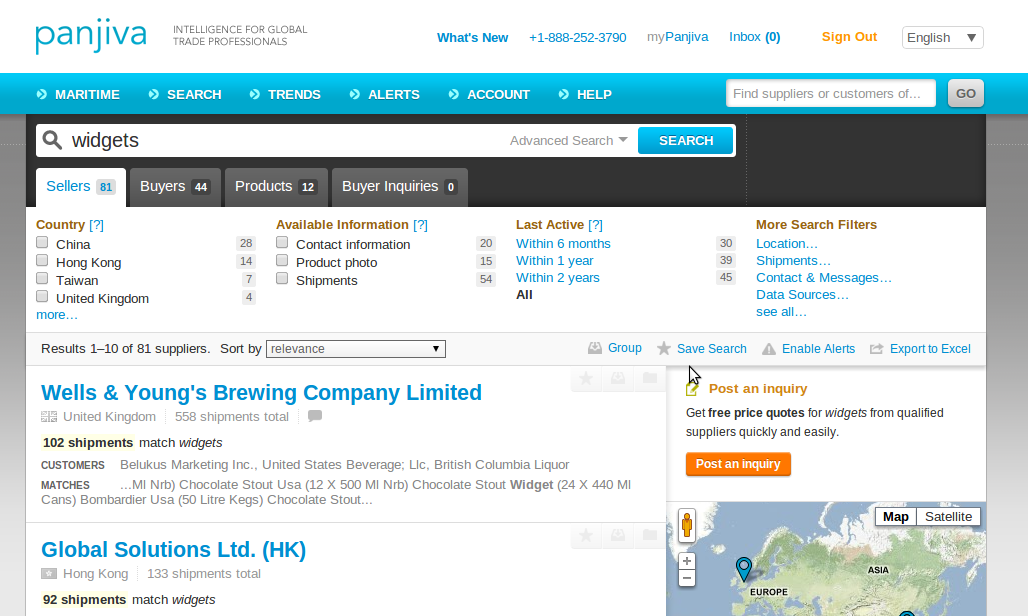 panjiva INTELLIGENCE FOR GLOBAL TRADE PROFESSIONALS
What's New +1-888-252-3790 myPanjiva Inbox (0) Sign Out English
MARITIME SEARCH TRENDS ALERTS ACCOUNT HELP Find suppliers or customers of... GO
widgets Advanced Search SEARCH
Sellers 81 Buyers 44 Products 12 Buyer Inquiries 0
Country [?] Available Information [?] Last Active [?] More Search Filters
China 28 Contact information 20 Within 6 months 30 Location…
Hong Kong 14 Product photo 15 Within 1 year 39 Shipments…
Taiwan 7 Shipments 54 Within 2 years 45 Contact & Messages…
United Kingdom 4 All Data Sources…
more… see all…
Results 1–10 of 81 suppliers. Sort by relevance Group Save Search Enable Alerts Export to Excel
Wells & Young's Brewing Company Limited
United Kingdom 558 shipments total
102 shipments match widgets
CUSTOMERS Belukus Marketing Inc., United States Beverage; Llc, British Columbia Liquor
MATCHES ...Ml Nrb) Chocolate Stout Usa (12 X 500 Ml Nrb) Chocolate Stout Widget (24 X 440 Ml
Cans) Bombardier Usa (50 Litre Kegs) Chocolate Stout...
Global Solutions Ltd. (HK)
Hong Kong 133 shipments total
92 shipments match widgets
Post an inquiry
Get free price quotes for widgets from qualified
suppliers quickly and easily.
Post an inquiry
Map Satellite
+
−
ASIA
EUROPE